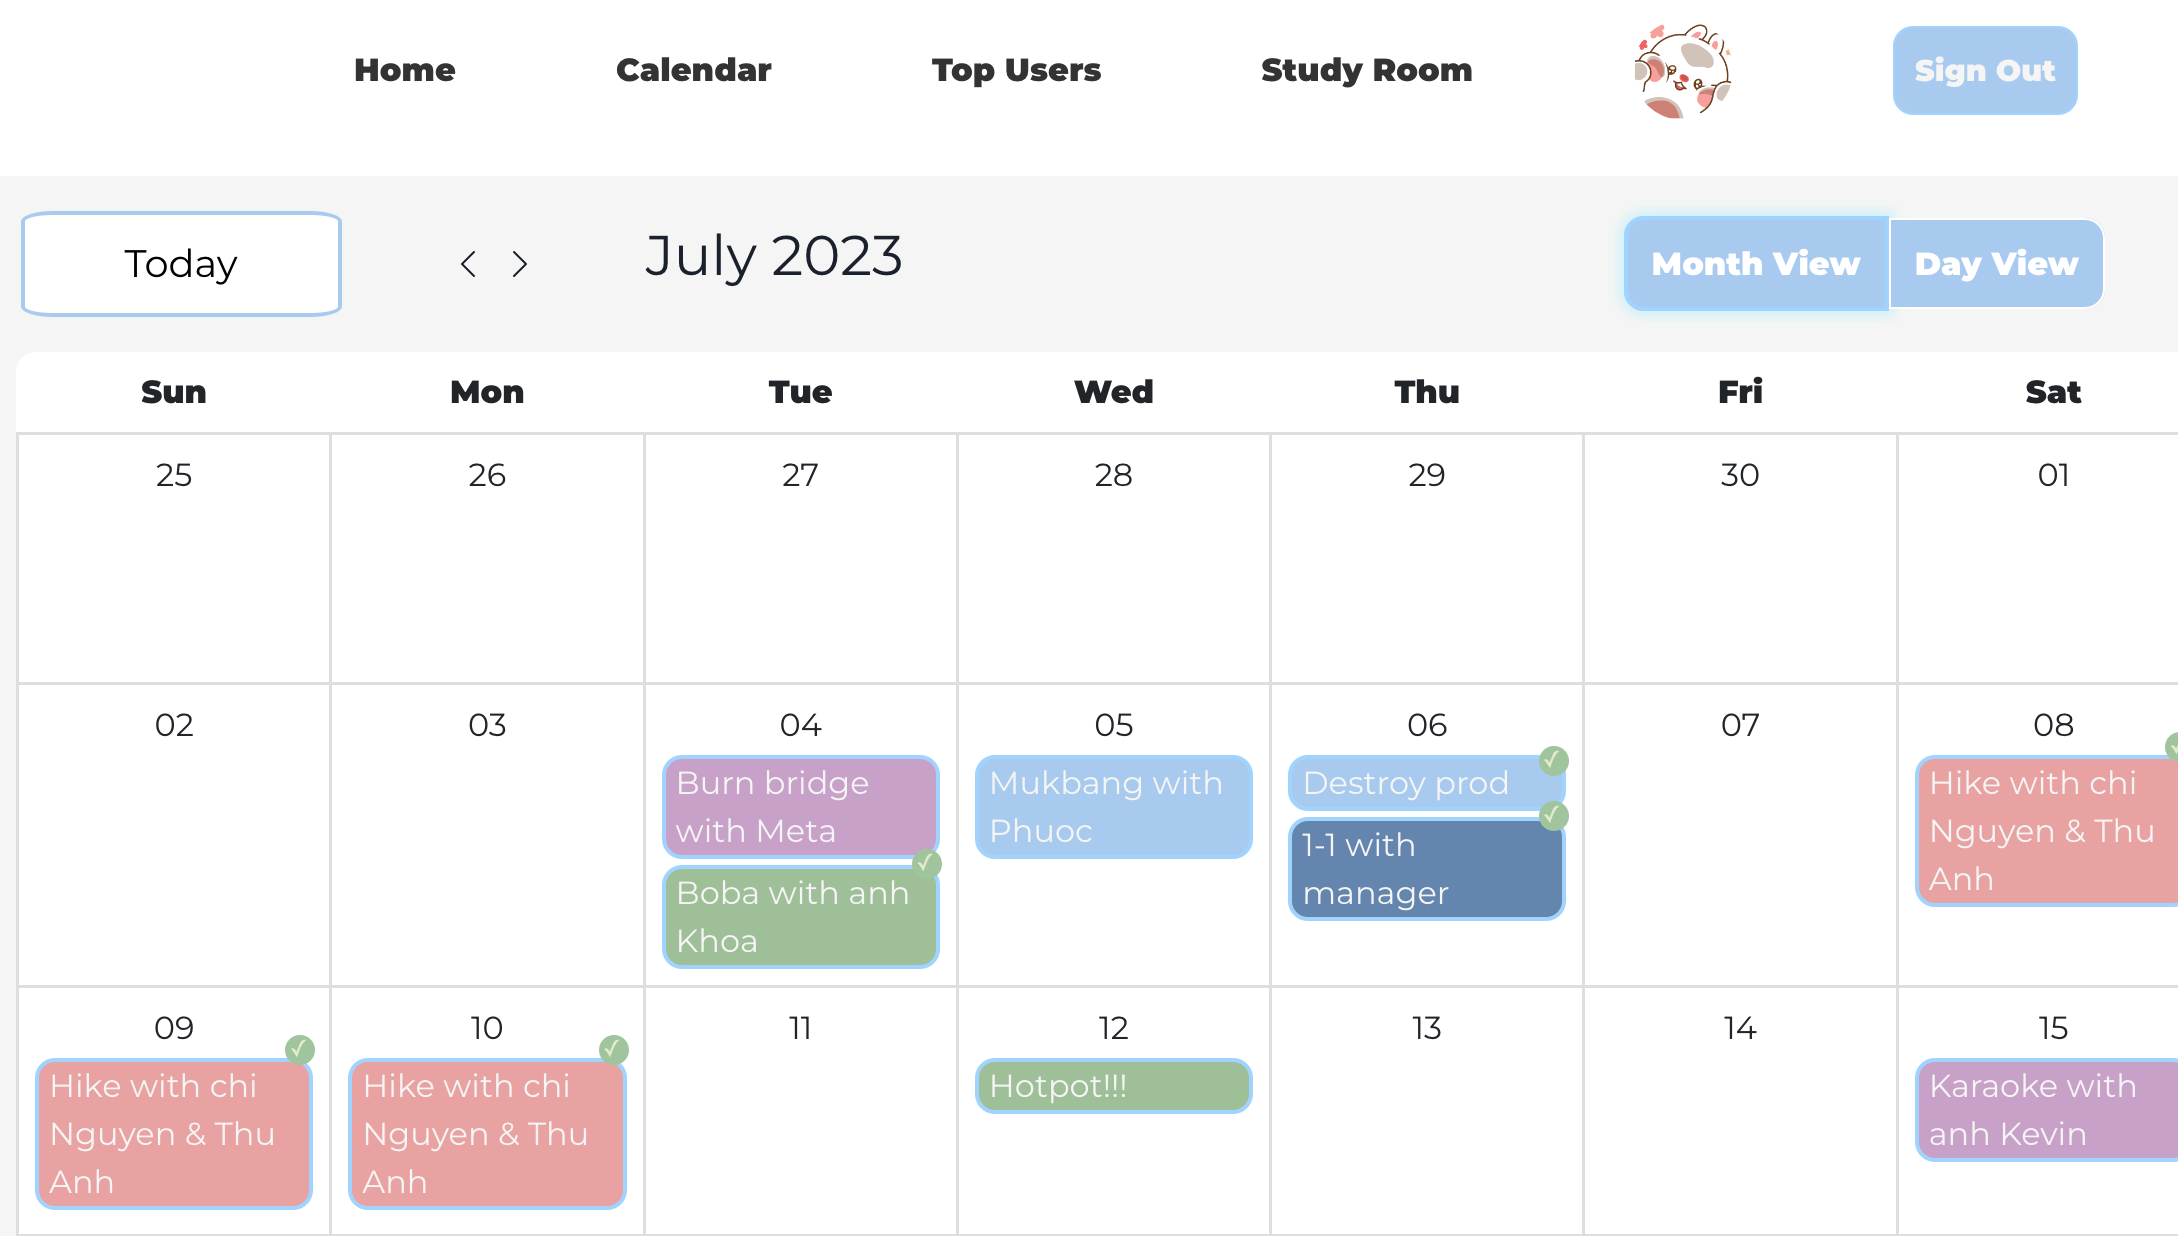 Home Calendar Top Users Study Room Sign Out
Today July 2023 Month View Day View
Sun Mon Tue Wed Thu Fri Sat
25 26 27 28 29 30 01
02 03 04 05 06 07 08
Burn bridge
with Meta
Boba with anh
Khoa
Mukbang with
Phuoc
Destroy prod
1-1 with
manager
Hike with chi
Nguyen & Thu
Anh
09 10 11 12 13 14 15
Hike with chi
Nguyen & Thu
Anh
Hike with chi
Nguyen & Thu
Anh
Hotpot!!!
Karaoke with
anh Kevin